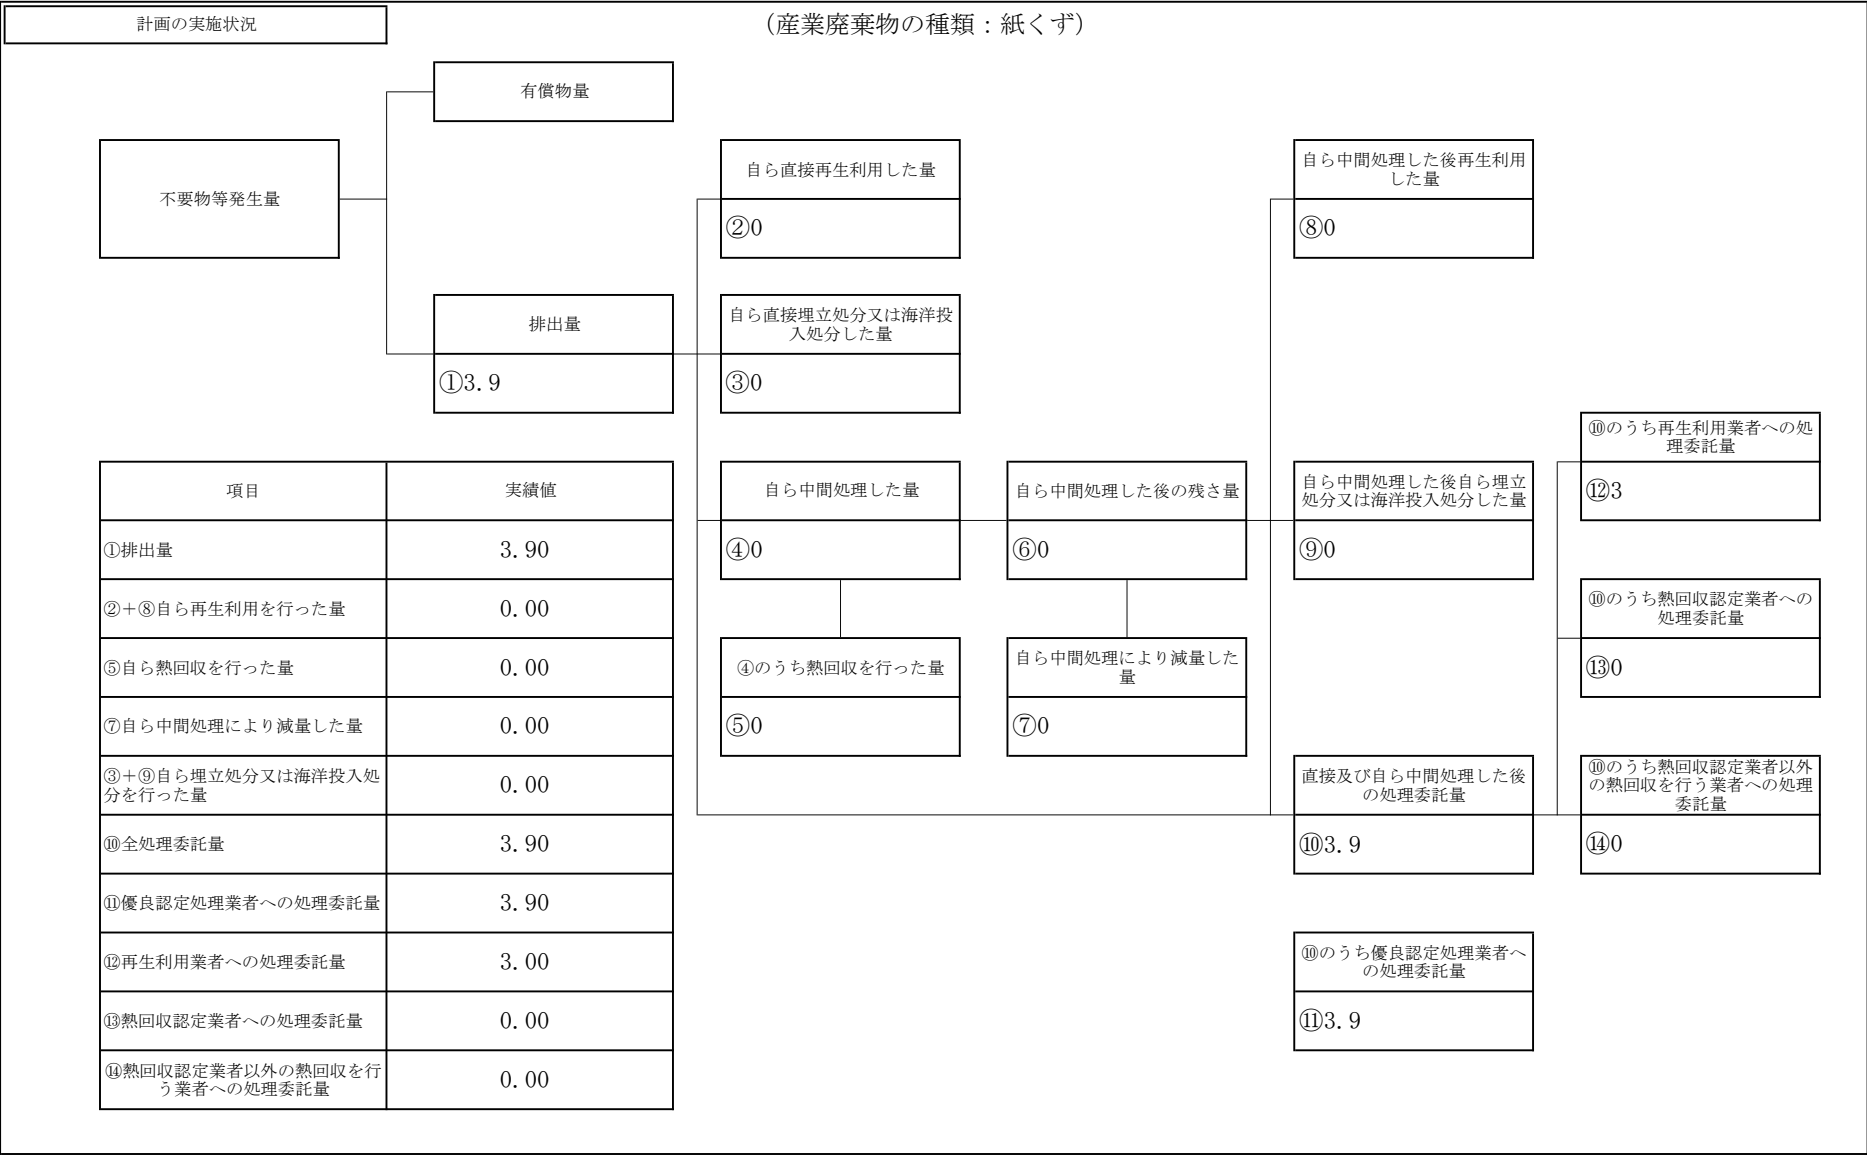 計画の実施状況
（産業廃棄物の種類：紙くず）
有償物量
不要物等発生量
排出量
①3.9
自ら直接再生利用した量
②0
自ら直接埋立処分又は海洋投
入処分した量
③0
自ら中間処理した後再生利用
した量
⑧0
項目
実績値
①排出量
3.90
②＋⑧自ら再生利用を行った量
0.00
⑤自ら熱回収を行った量
0.00
⑦自ら中間処理により減量した量
0.00
③＋⑨自ら埋立処分又は海洋投入処
分を行った量
0.00
⑩全処理委託量
3.90
⑪優良認定処理業者への処理委託量
3.90
⑫再生利用業者への処理委託量
3.00
⑬熱回収認定業者への処理委託量
0.00
⑭熱回収認定業者以外の熱回収を行
う業者への処理委託量
0.00
自ら中間処理した量
④0
④のうち熱回収を行った量
⑤0
自ら中間処理した後の残さ量
⑥0
自ら中間処理により減量した
量
⑦0
自ら中間処理した後自ら埋立
処分又は海洋投入処分した量
⑨0
直接及び自ら中間処理した後
の処理委託量
⑩3.9
⑩のうち優良認定処理業者へ
の処理委託量
⑪3.9
⑩のうち再生利用業者への処
理委託量
⑫3
⑩のうち熱回収認定業者への
処理委託量
⑬0
⑩のうち熱回収認定業者以外
の熱回収を行う業者への処理
委託量
⑭0